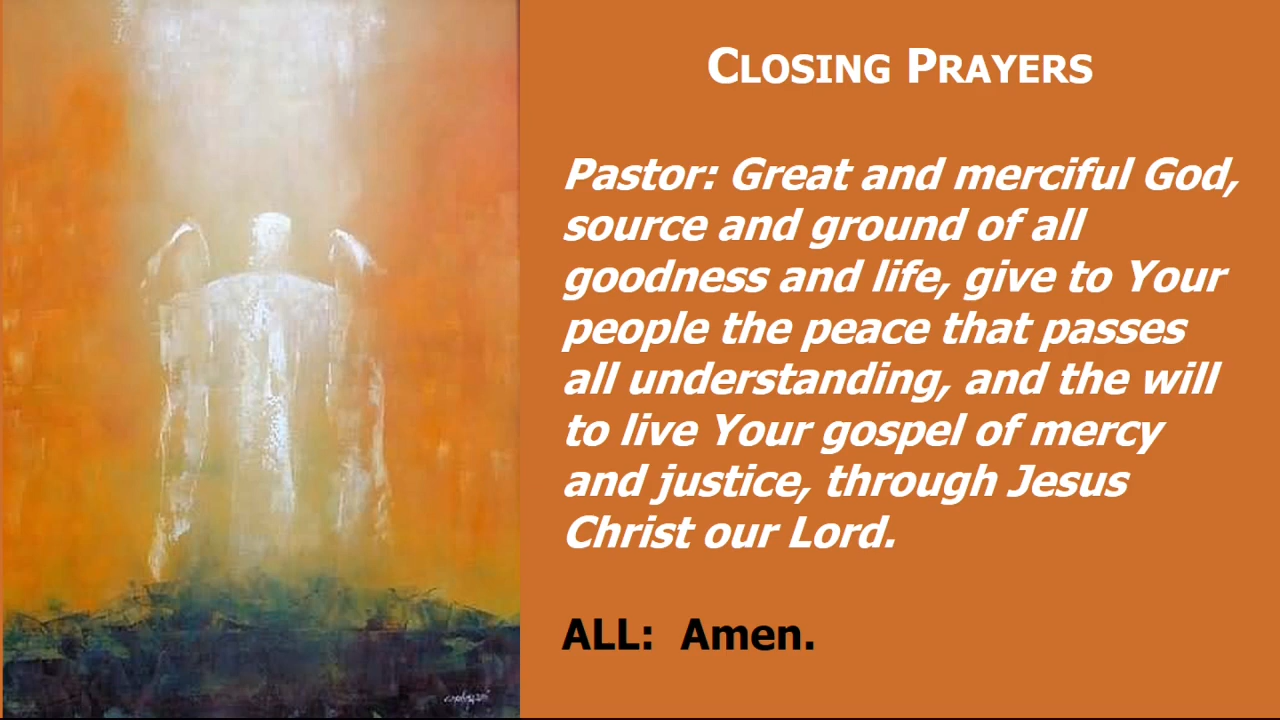 CLOSING PRAYERS
Pastor: Great and merciful God,
source and ground of all
goodness and life, give to Your
people the peace that passes
all understanding, and the will
to live Your gospel of mercy
and justice, through Jesus
Christ our Lord.
ALL: Amen.